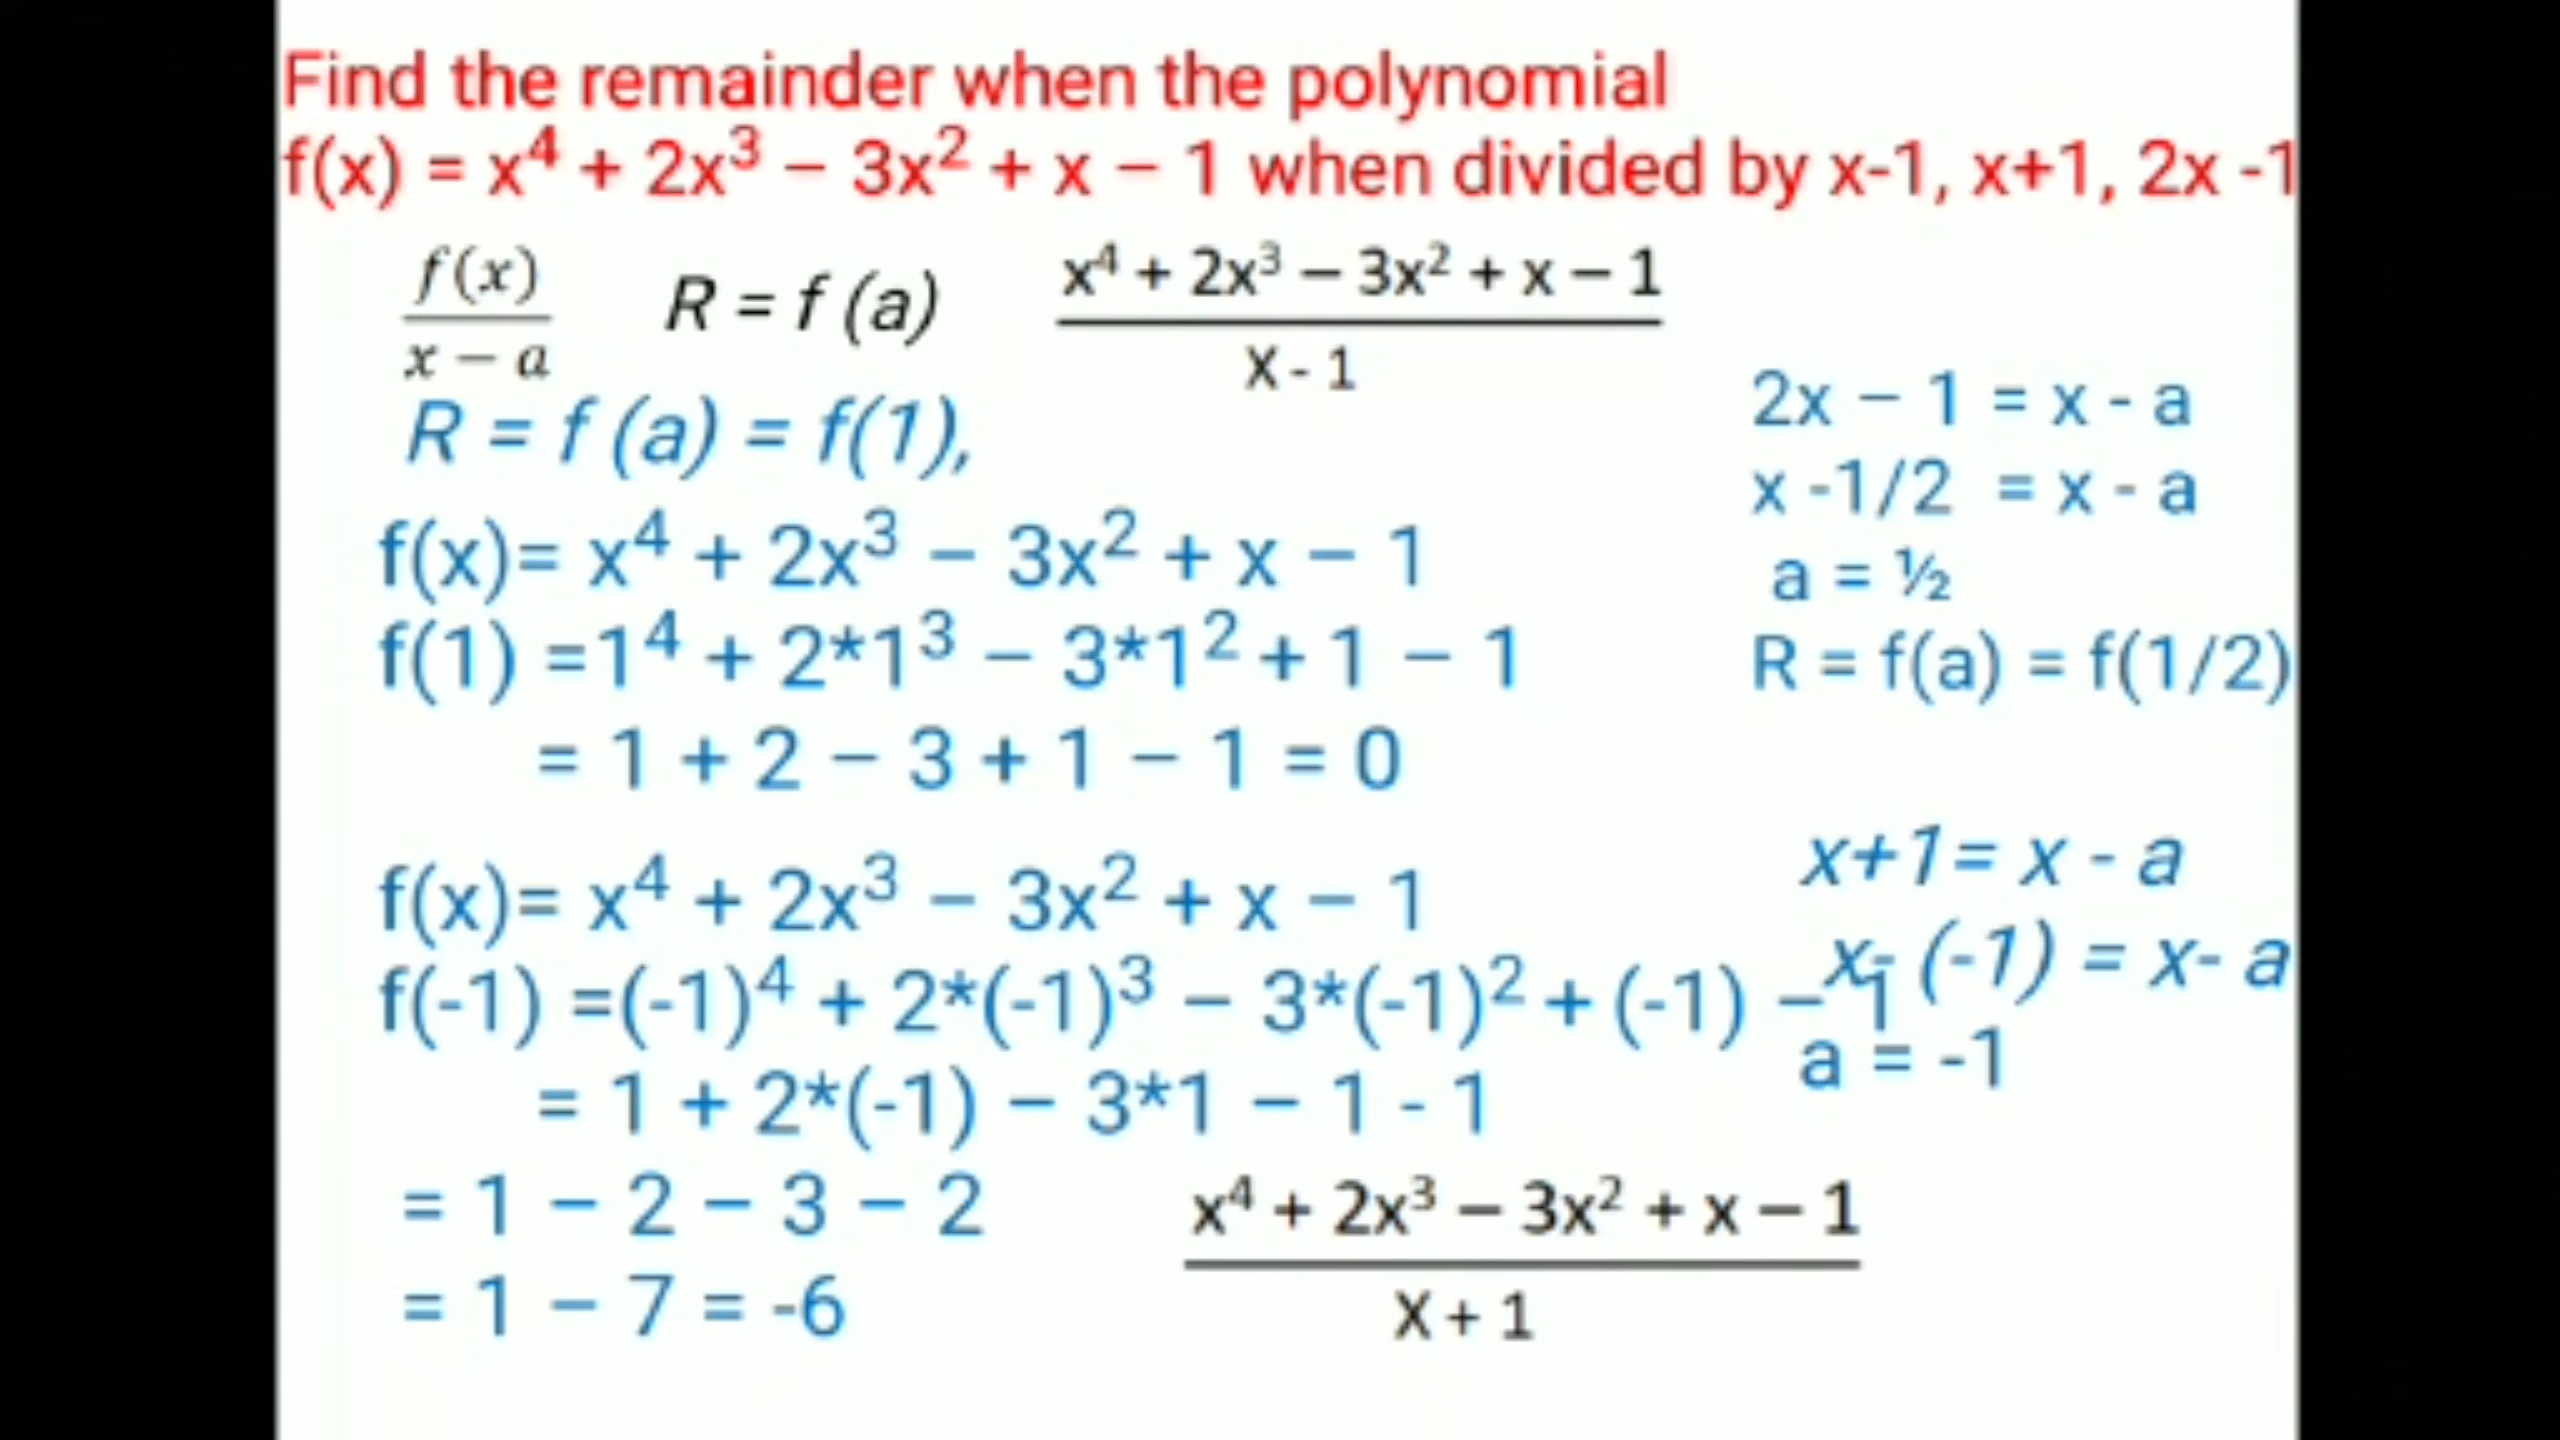 Find the remainder when the polynomial
f(x) = x⁴ + 2x³ – 3x² + x – 1 when divided by x-1, x+1, 2x -1
f(x)
x – a
R = f (a)
x⁴ + 2x³ – 3x² + x – 1
X - 1
R = f (a) = f(1),
f(x)= x⁴ + 2x³ – 3x² + x – 1
f(1) =1⁴ + 2*1³ – 3*1² + 1 – 1
= 1 + 2 – 3 + 1 – 1 = 0
2x – 1 = x - a
x -1/2 = x - a
a = ½
R = f(a) = f(1/2)
f(x)= x⁴ + 2x³ – 3x² + x – 1
f(-1) =(-1)⁴ + 2*(-1)³ – 3*(-1)² + (-1) – 1
= 1 + 2*(-1) – 3*1 – 1 - 1
= 1 – 2 – 3 – 2
= 1 – 7 = -6
x+1= x - a
x- (-1) = x- a
a = -1
x⁴ + 2x³ – 3x² + x – 1
X + 1